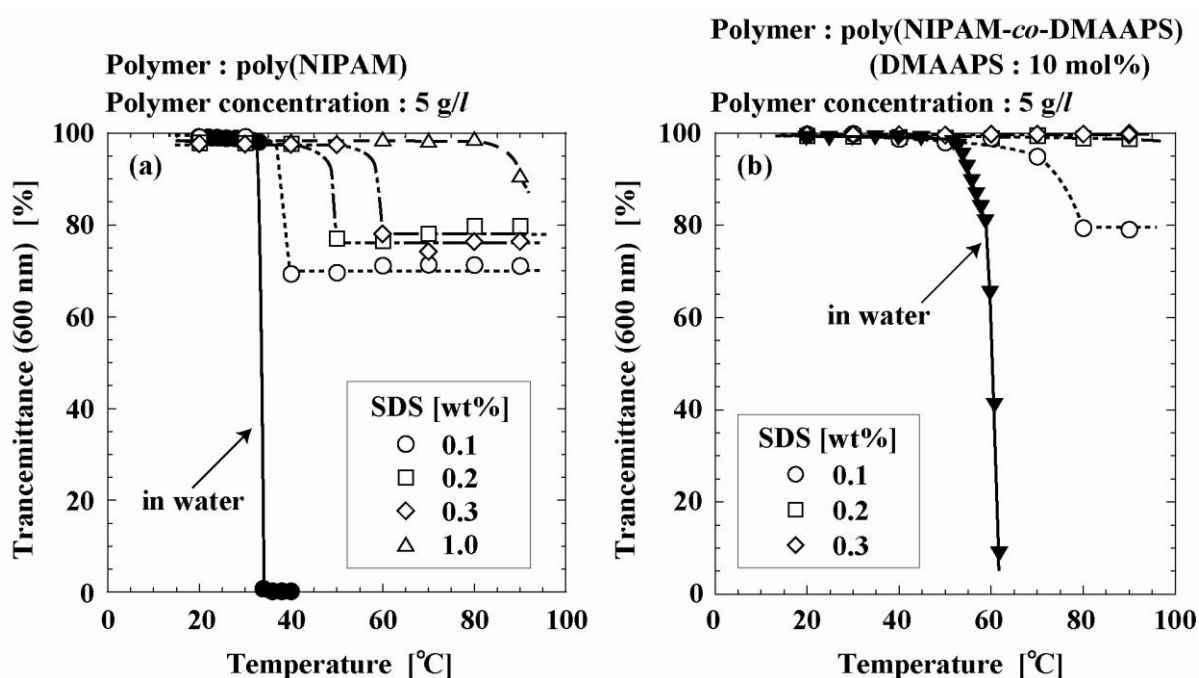 Polymer : poly(NIPAM)
Polymer concentration : 5 g/l
(a)
Trancemittance (600 nm) [%]
100
80
60
40
20
0
in water
SDS [wt%]
0.1
0.2
0.3
1.0
0 20 40 60 80 100
Temperature [°C]
Polymer : poly(NIPAM-co-DMAAPS)
(DMAAPS : 10 mol%)
Polymer concentration : 5 g/l
(b)
Trancemittance (600 nm) [%]
100
80
60
40
20
0
in water
SDS [wt%]
0.1
0.2
0.3
0 20 40 60 80 100
Temperature [°C]